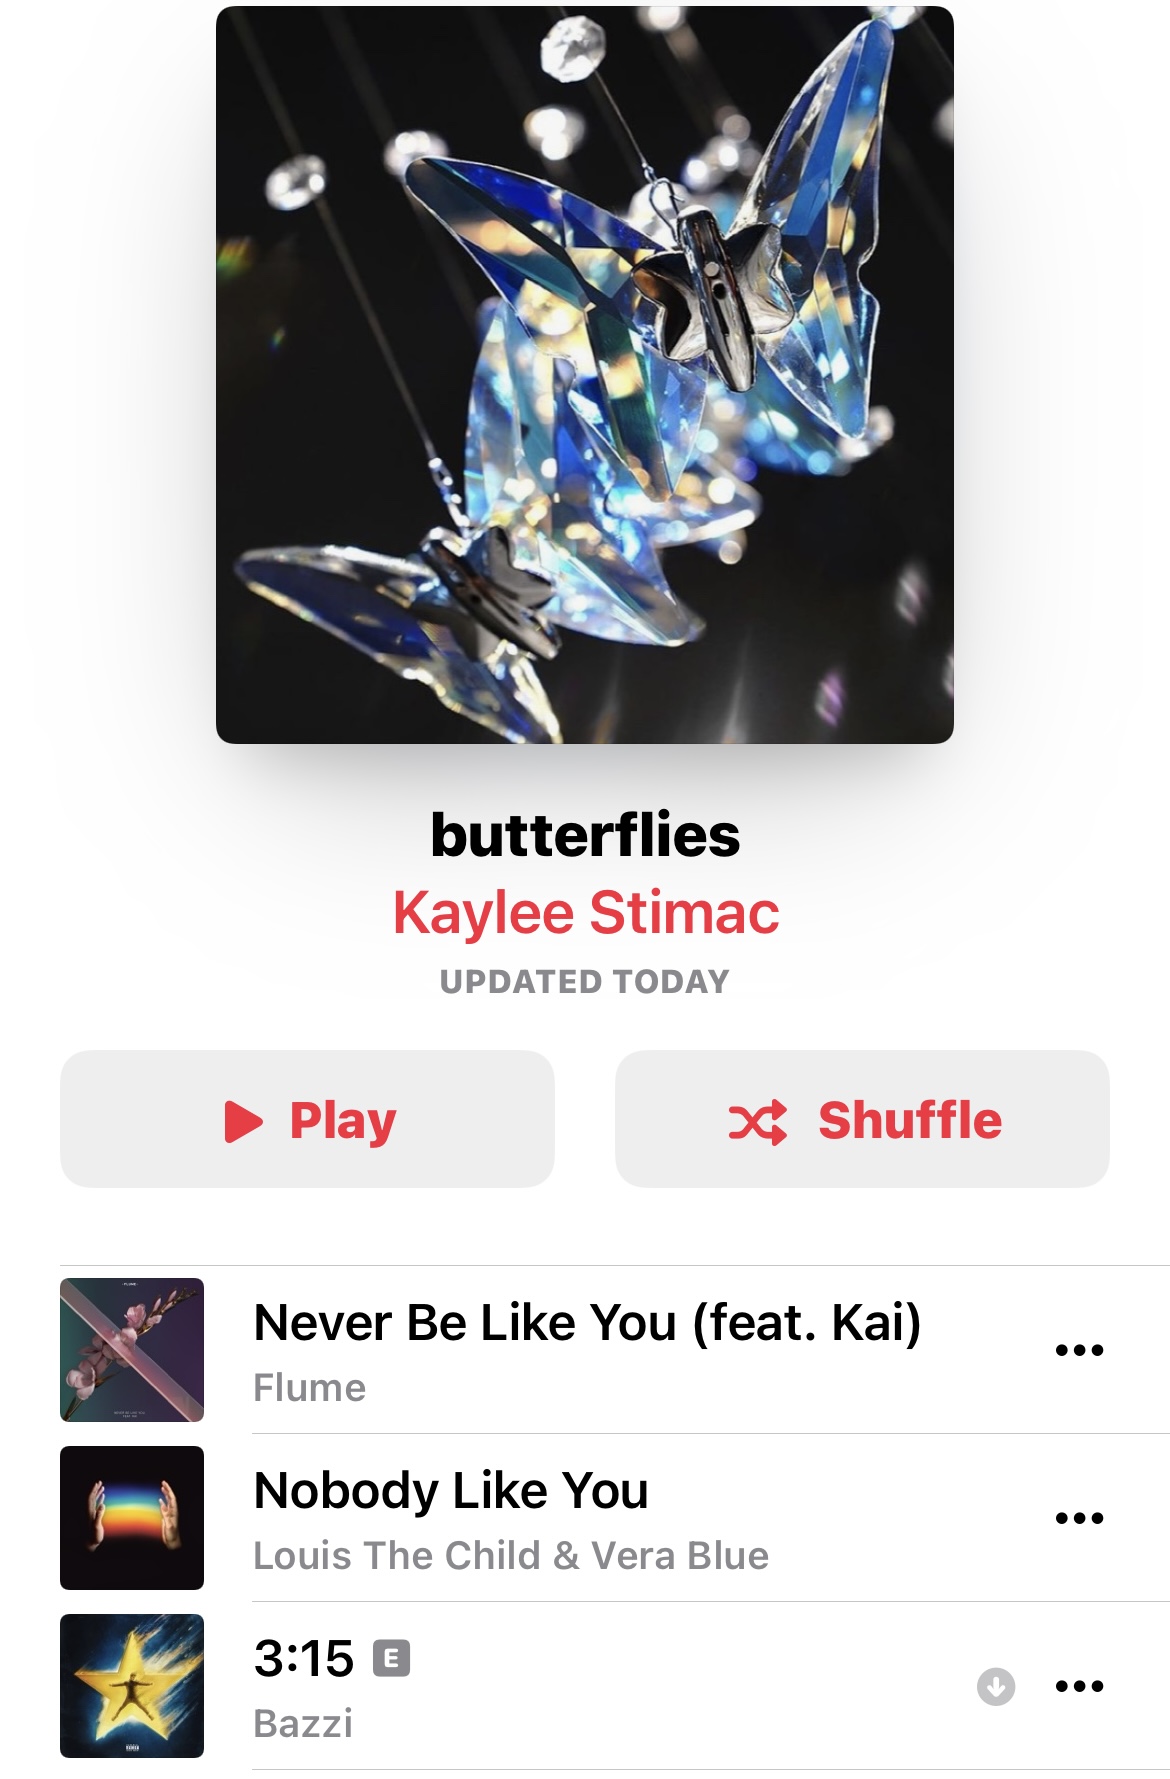 butterflies
Kaylee Stimac
UPDATED TODAY
Play
Shuffle
FLUME
Never Be Like You (feat. Kai)
Flume
Nobody Like You
Louis The Child & Vera Blue
3:15 E
Bazzi